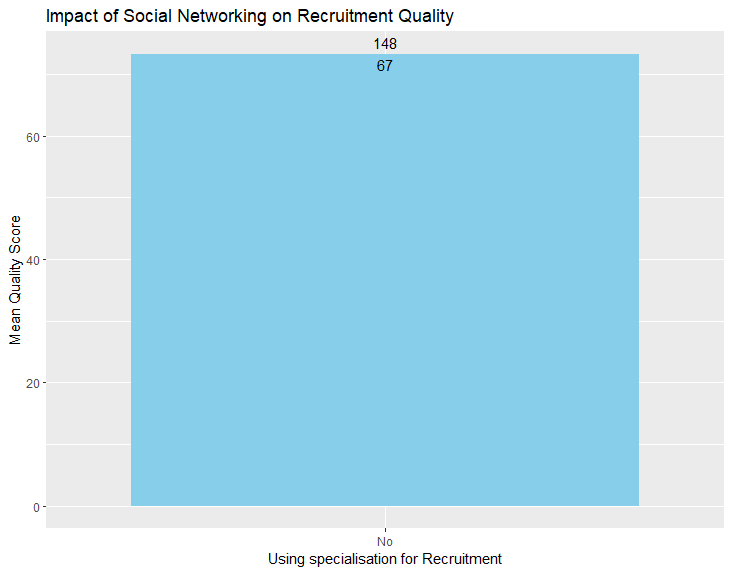 Impact of Social Networking on Recruitment Quality
148
67
60
40
20
0
Mean Quality Score
No
Using specialisation for Recruitment